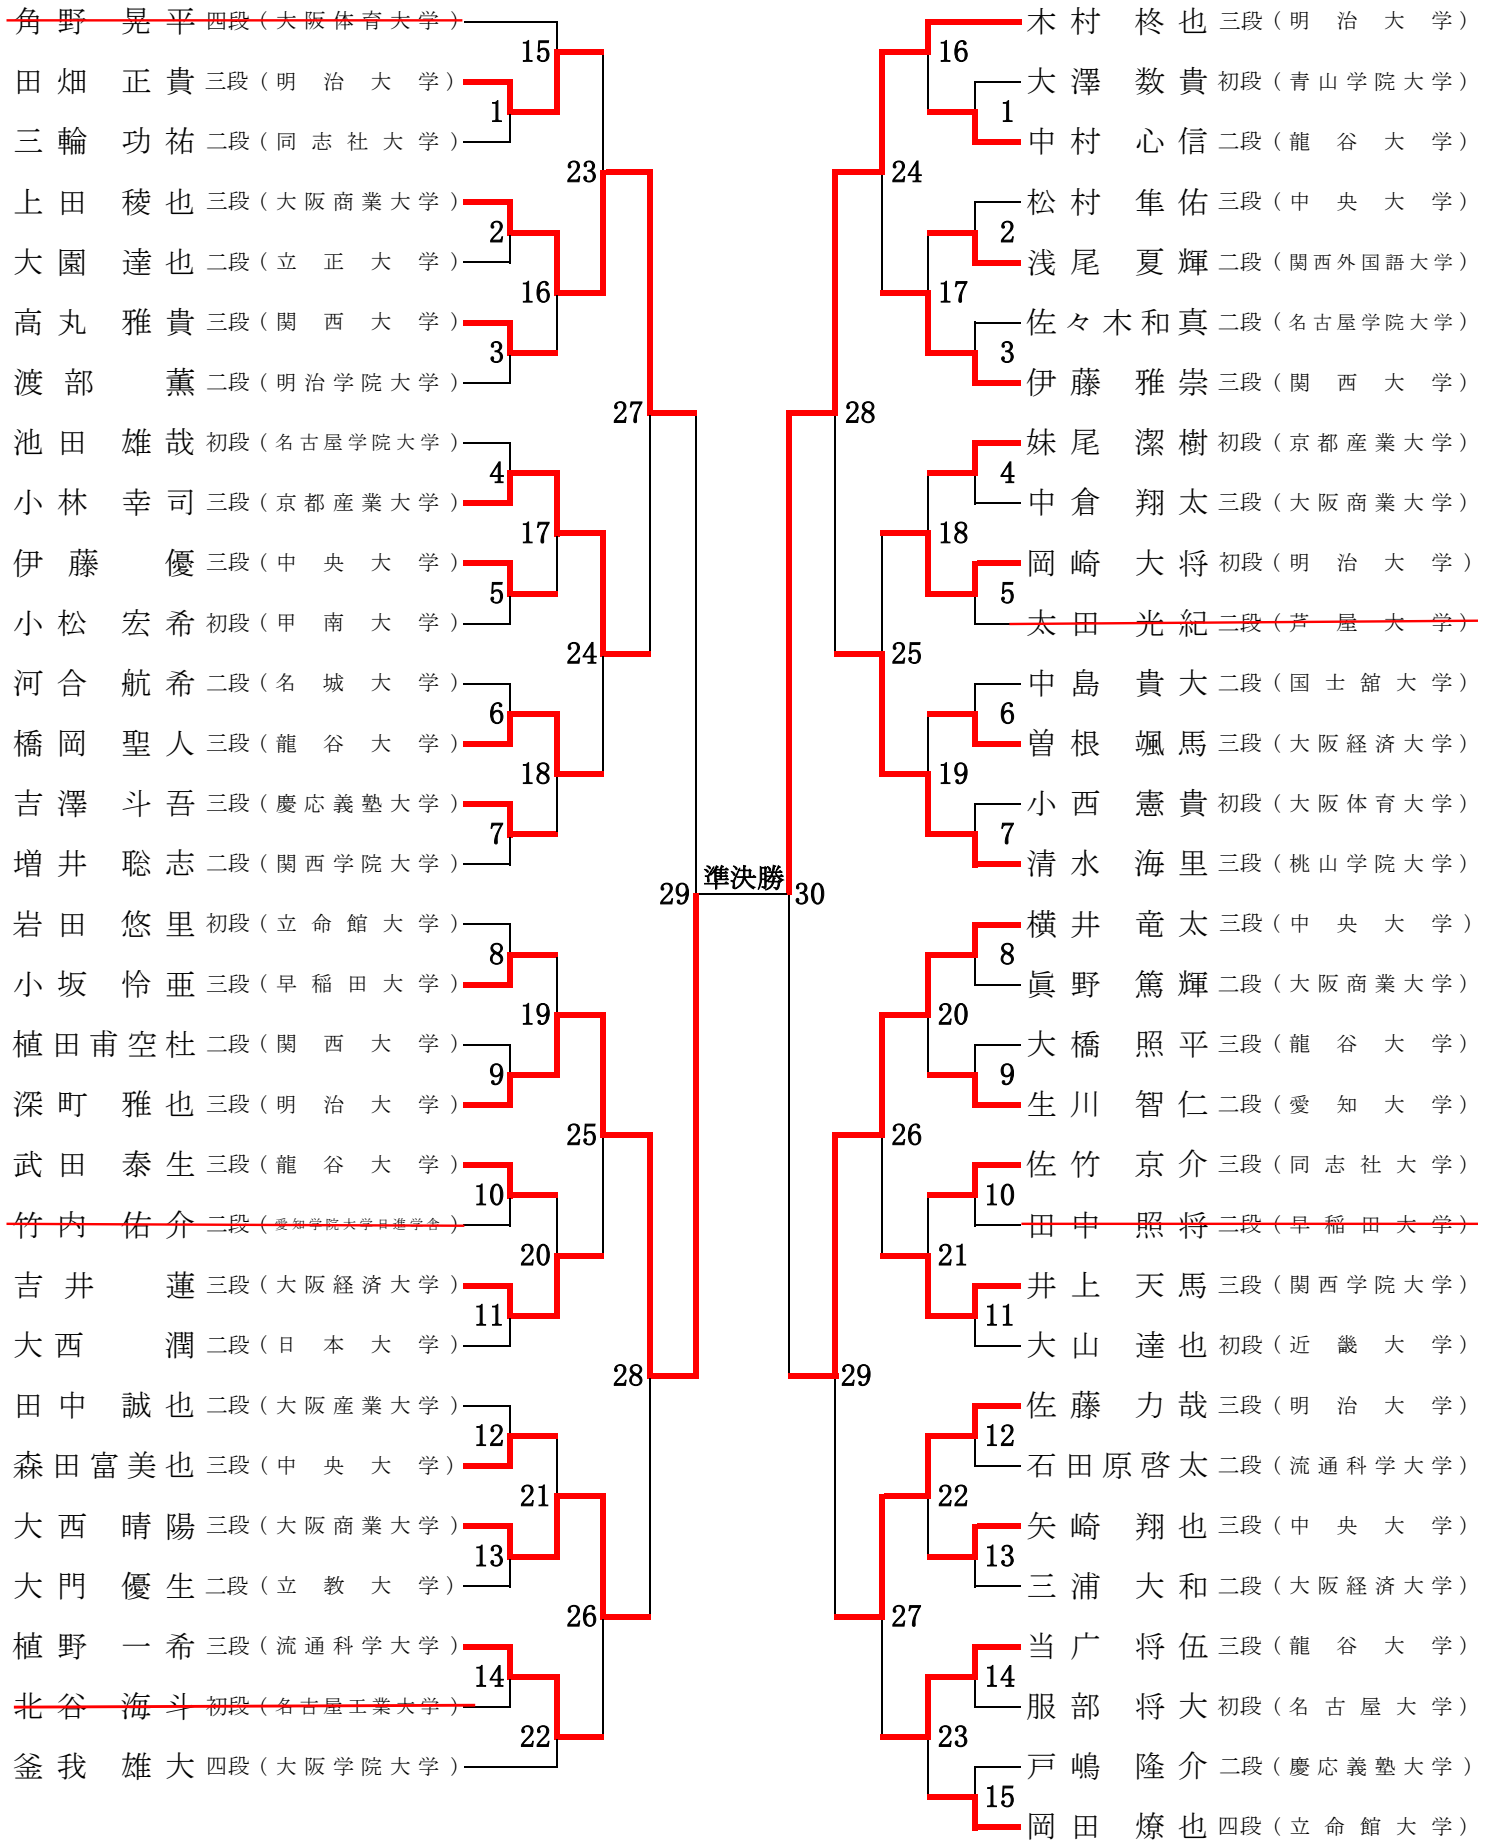 角野 晃平 四段（大阪体育大学）
15
田畑 正貴 三段（明治大学）
1
三輪 功祐 二段（同志社大学）
23
上田 稜也 三段（大阪商業大学）
2
大園 達也 二段（立正大学）
16
高丸 雅貴 三段（関西大学）
3
渡部 薫 二段（明治学院大学）
27
池田 雄哉 初段（名古屋学院大学）
4
小林 幸司 三段（京都産業大学）
17
伊藤 優 三段（中央大学）
5
小松 宏希 初段（甲南大学）
24
河合 航希 二段（名城大学）
6
橋岡 聖人 三段（龍谷大学）
18
吉澤 斗吾 三段（慶応義塾大学）
7
増井 聡志 二段（関西学院大学）
29 準決勝 30
岩田 悠里 初段（立命館大学）
8
小坂 怜亜 三段（早稲田大学）
19
植田甫空杜 二段（関西大学）
9
深町 雅也 三段（明治大学）
25
武田 泰生 三段（龍谷大学）
10
竹内 佑介 二段（愛知学院大学日進学舎）
20
吉井 蓮 三段（大阪経済大学）
11
大西 潤 二段（日本大学）
28
田中 誠也 二段（大阪産業大学）
12
森田富美也 三段（中央大学）
21
大西 晴陽 三段（大阪商業大学）
13
大門 優生 二段（立教大学）
26
植野 一希 三段（流通科学大学）
14
北谷 海斗 初段（名古屋工業大学）
22
釜我 雄大 四段（大阪学院大学）
木村 柊也 三段（明治大学）
16
大澤 数貴 初段（青山学院大学）
1
中村 心信 二段（龍谷大学）
24
松村 隼佑 三段（中央大学）
2
浅尾 夏輝 二段（関西外国語大学）
17
佐々木和真 二段（名古屋学院大学）
3
伊藤 雅崇 三段（関西大学）
28
妹尾 潔樹 初段（京都産業大学）
4
中倉 翔太 三段（大阪商業大学）
18
岡崎 大将 初段（明治大学）
5
太田 光紀 二段（芦屋大学）
25
中島 貴大 二段（国士舘大学）
6
曽根 颯馬 三段（大阪経済大学）
19
小西 憲貴 初段（大阪体育大学）
7
清水 海里 三段（桃山学院大学）
横井 竜太 三段（中央大学）
8
眞野 篤輝 二段（大阪商業大学）
20
大橋 照平 三段（龍谷大学）
9
生川 智仁 二段（愛知大学）
26
佐竹 京介 三段（同志社大学）
10
田中 照将 二段（早稲田大学）
21
井上 天馬 三段（関西学院大学）
11
大山 達也 初段（近畿大学）
29
佐藤 力哉 三段（明治大学）
12
石田原啓太 二段（流通科学大学）
22
矢崎 翔也 三段（中央大学）
13
三浦 大和 二段（大阪経済大学）
27
当广 将伍 三段（龍谷大学）
14
服部 将大 初段（名古屋大学）
23
戸嶋 隆介 二段（慶応義塾大学）
15
岡田 燎也 四段（立命館大学）